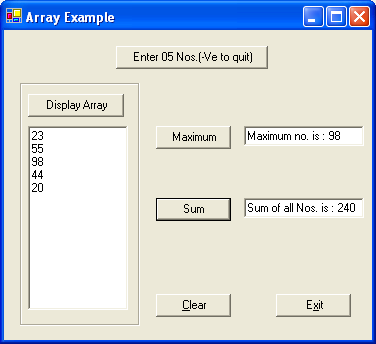 Array Example
Enter 05 Nos.(-Ve to quit)
Display Array
23
55
98
44
20
Maximum
Maximum no. is : 98
Sum
Sum of all Nos. is : 240
Clear
Exit